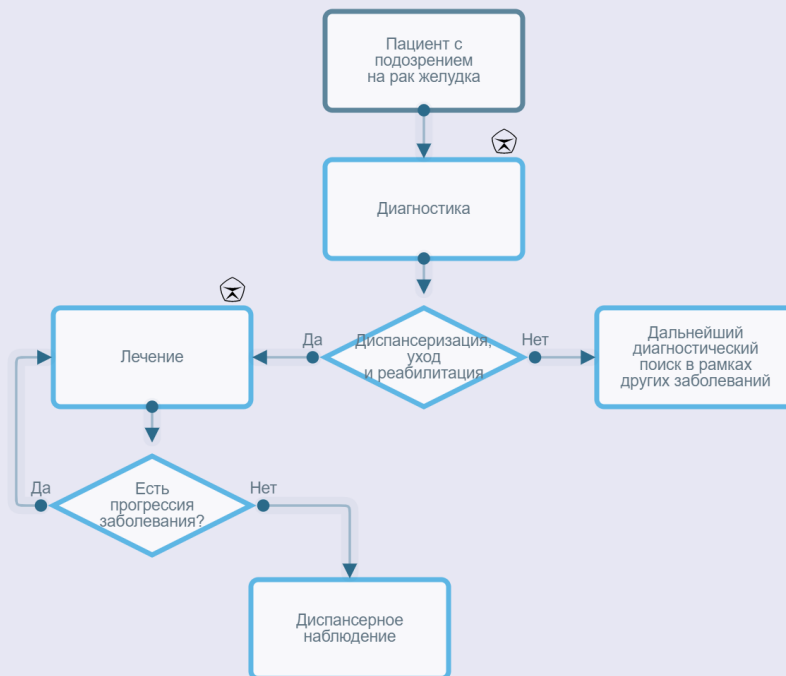 Пациент с
подозрением
на рак желудка
Диагностика
Диспансеризация,
уход
и реабилитация
Да
Нет
Лечение
Дальнейший
диагностический
поиск в рамках
других заболеваний
Есть
прогрессия
заболевания?
Да
Нет
Диспансерное
наблюдение